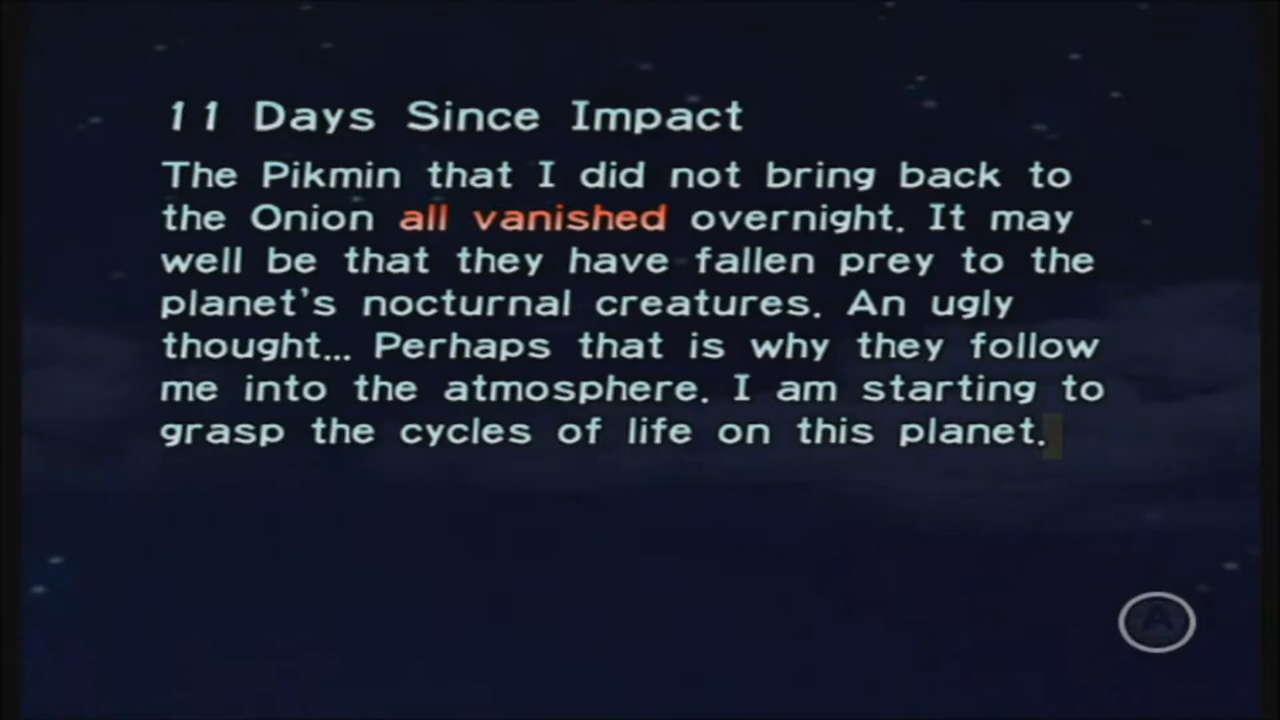 11 Days Since Impact
The Pikmin that I did not bring back to
the Onion all vanished overnight. It may
well be that they have fallen prey to the
planet's nocturnal creatures. An ugly
thought... Perhaps that is why they follow
me into the atmosphere. I am starting to
grasp the cycles of life on this planet.
A